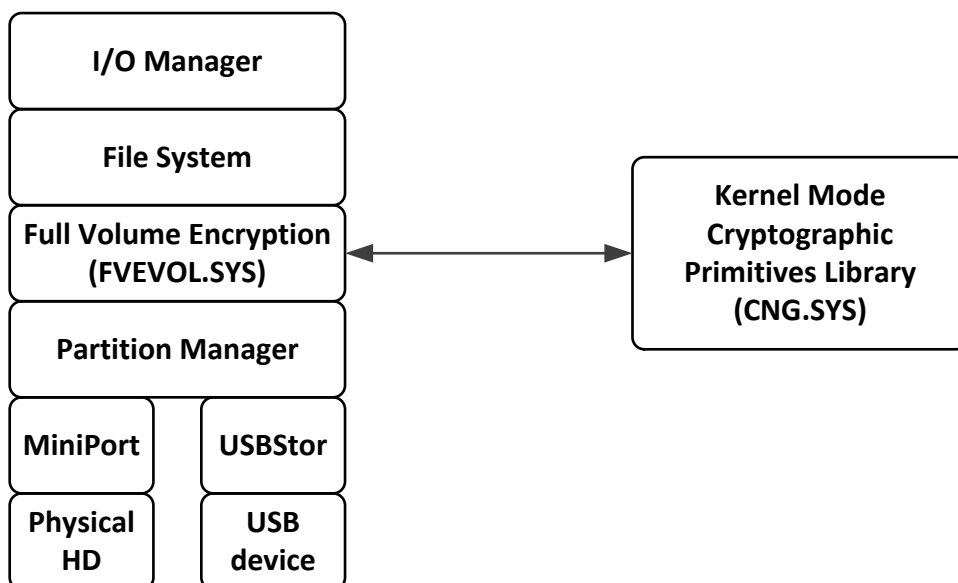 I/O Manager
File System
Full Volume Encryption
(FVEVOL.SYS)
Partition Manager
MiniPort
USBStor
Physical
HD
USB
device
Kernel Mode
Cryptographic
Primitives Library
(CNG.SYS)